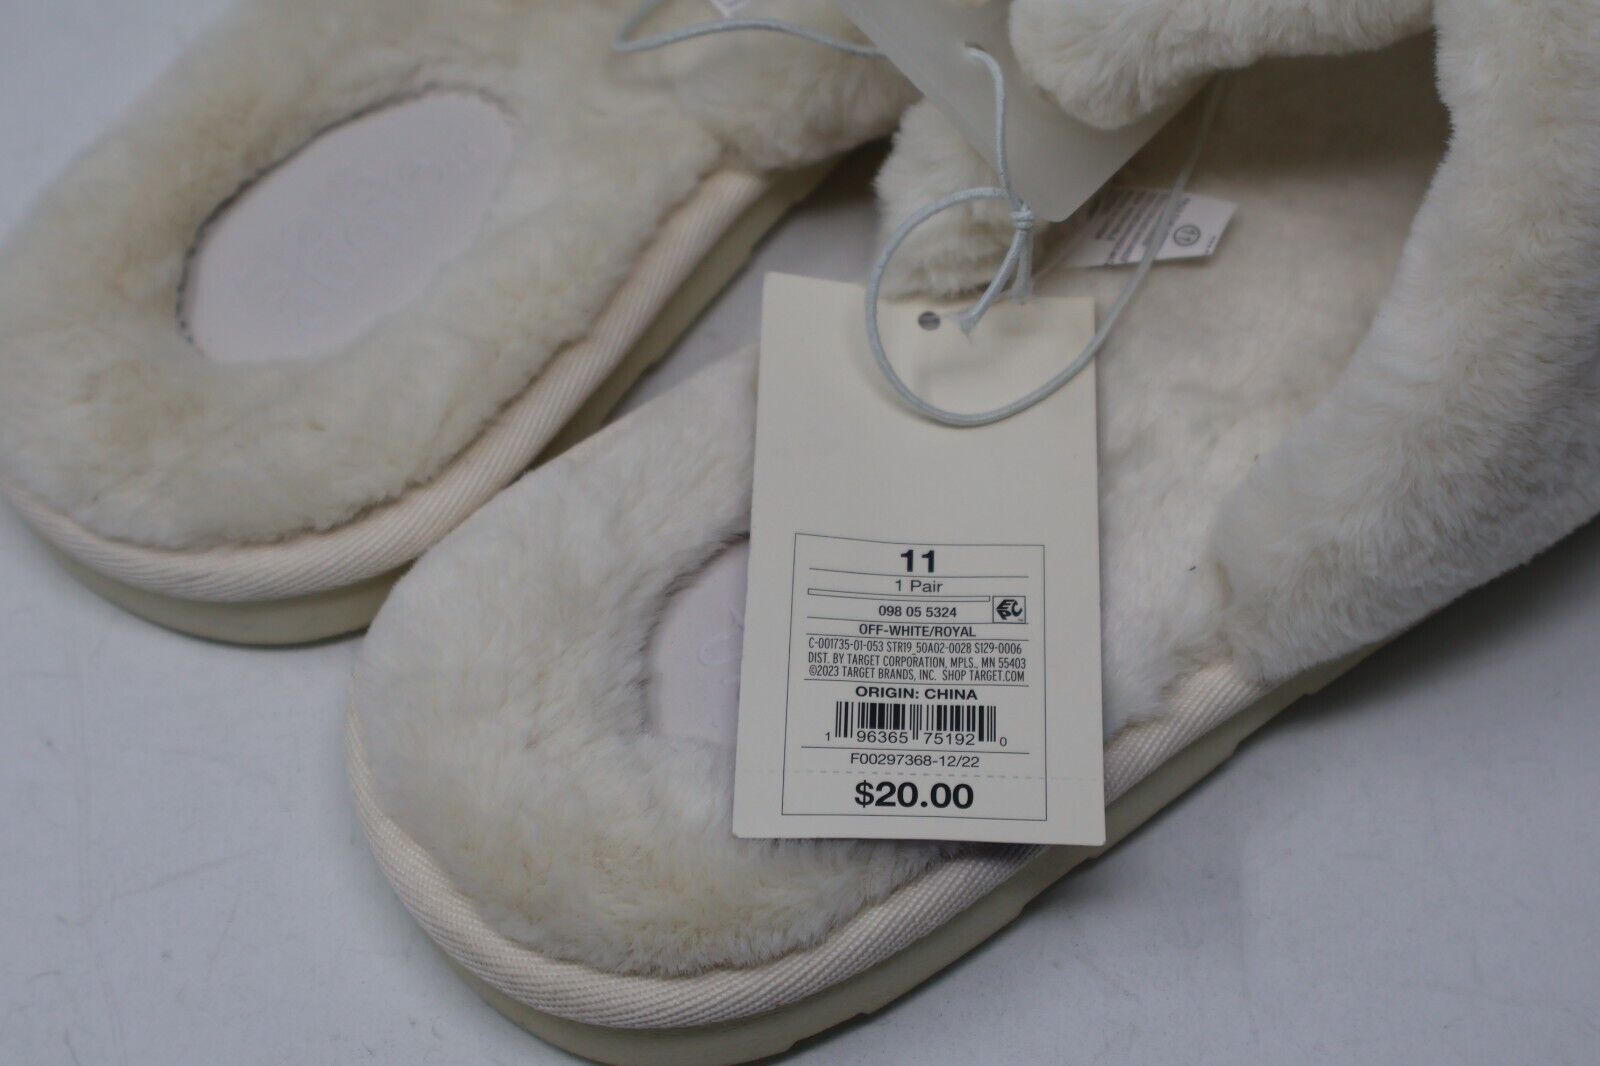 11
1 Pair
098 05 5324
OFF-WHITE/ROYAL
C-001735-01-053 STR19_50A02-0028 S129-0006
DIST. BY TARGET CORPORATION, MPLS., MN 55403
©2023 TARGET BRANDS, INC. SHOP TARGET.COM
ORIGIN: CHINA
1 96365 75192 0
F00297368-12/22
$20.00